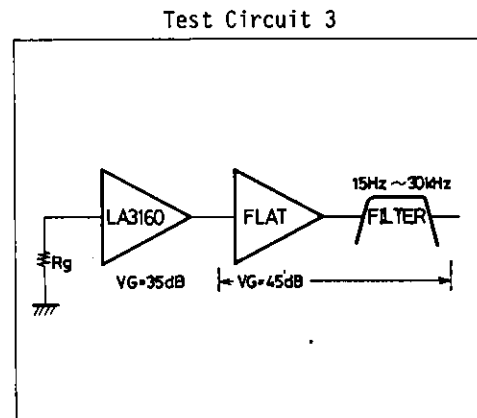 Test Circuit 3
15Hz ~30kHz
LA3160
FLAT
FILTER
Rg
VG=35dB
VG=45dB